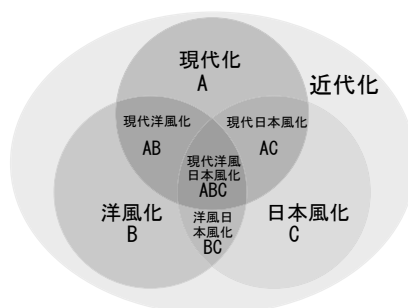 現代化
A
近代化
現代洋風化
AB
現代日本風化
AC
現代洋風
日本風化
ABC
洋風化
B
洋風日
本風化
BC
日本風化
C